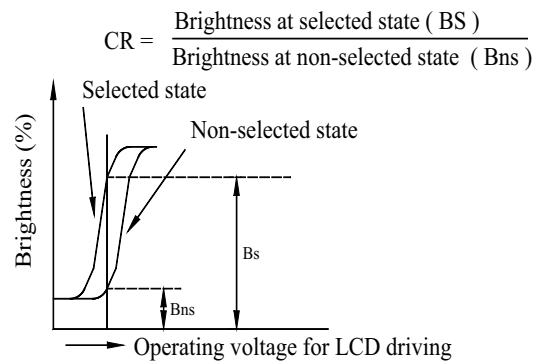 CR = Brightness at selected state ( BS )
Brightness at non-selected state ( Bns )
Selected state
Non-selected state
Brightness (%)
Bs
Bns
Operating voltage for LCD driving